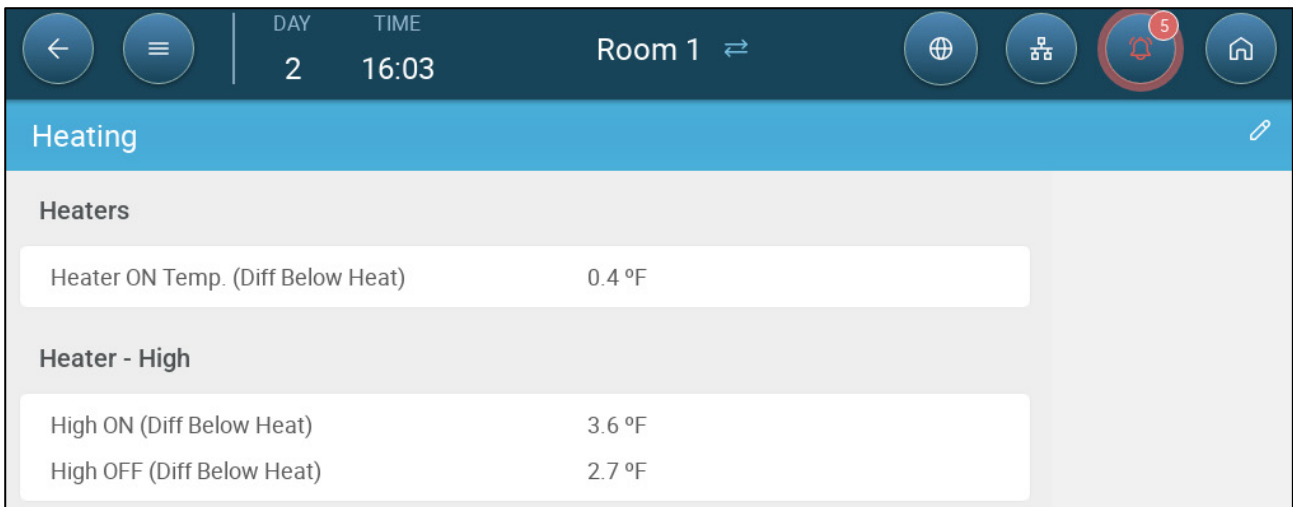 DAY TIME
2 16:03
Room 1
5
Heating
Heaters
Heater ON Temp. (Diff Below Heat) 0.4 ºF
Heater - High
High ON (Diff Below Heat) 3.6 ºF
High OFF (Diff Below Heat) 2.7 ºF